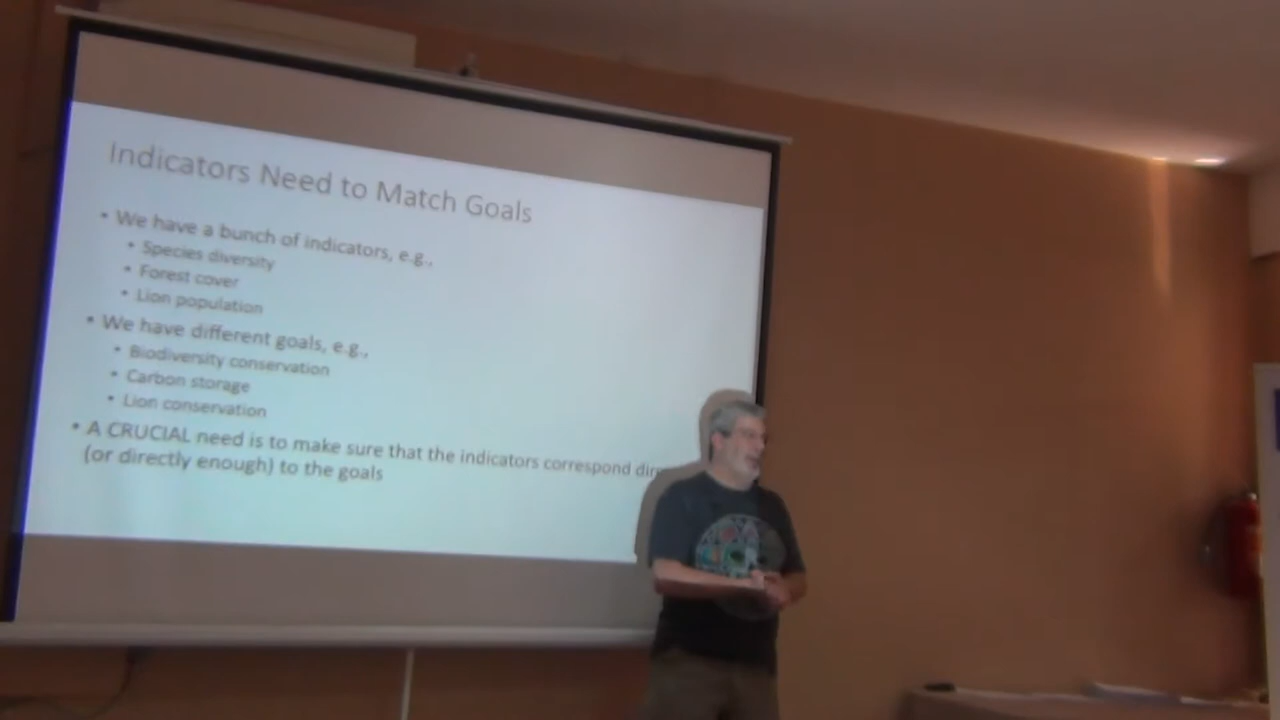 Indicators Need to Match Goals
• We have a bunch of indicators, e.g.,
• Species diversity
• Forest cover
• Lion population
• We have different goals, e.g.,
• Biodiversity conservation
• Carbon storage
• Lion conservation
• A CRUCIAL need is to make sure that the indicators correspond
(or directly enough) to the goals